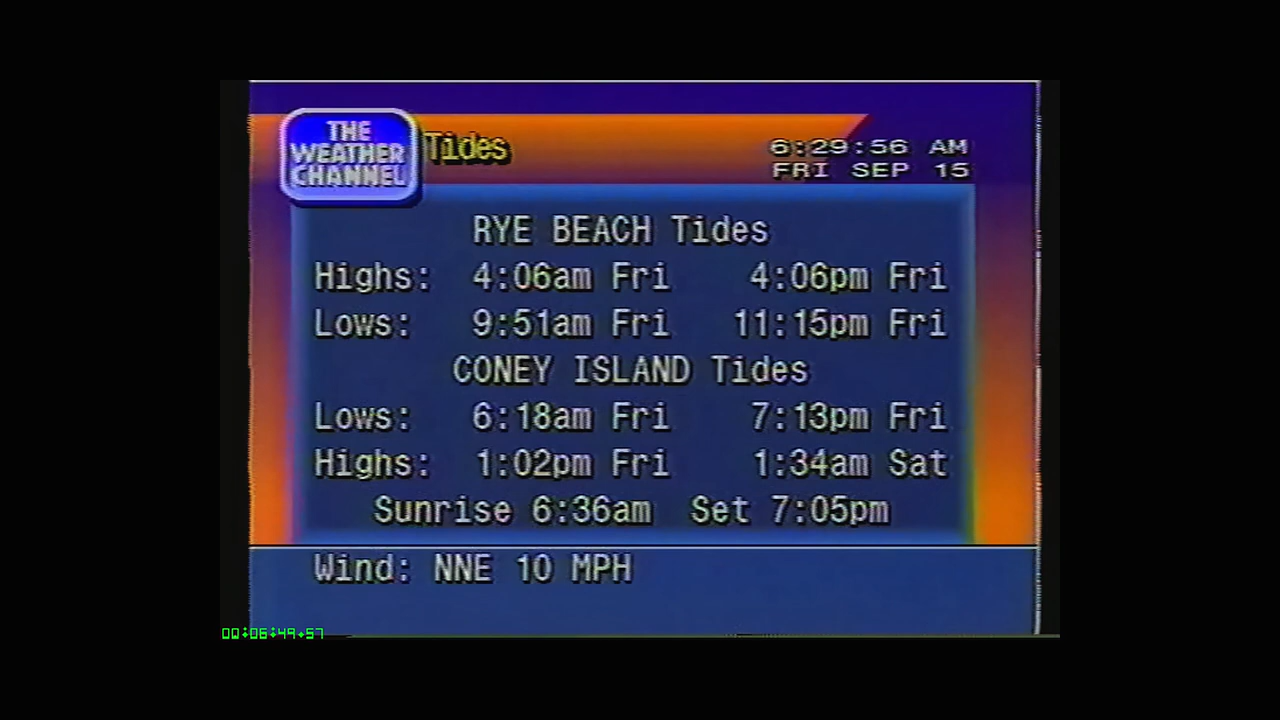 THE
WEATHER
CHANNEL
Tides
6:29:56 AM
FRI SEP 15
RYE BEACH Tides
Highs: 4:06am Fri 4:06pm Fri
Lows: 9:51am Fri 11:15pm Fri
CONEY ISLAND Tides
Lows: 6:18am Fri 7:13pm Fri
Highs: 1:02pm Fri 1:34am Sat
Sunrise 6:36am Set 7:05pm
Wind: NNE 10 MPH
00:06:49.57